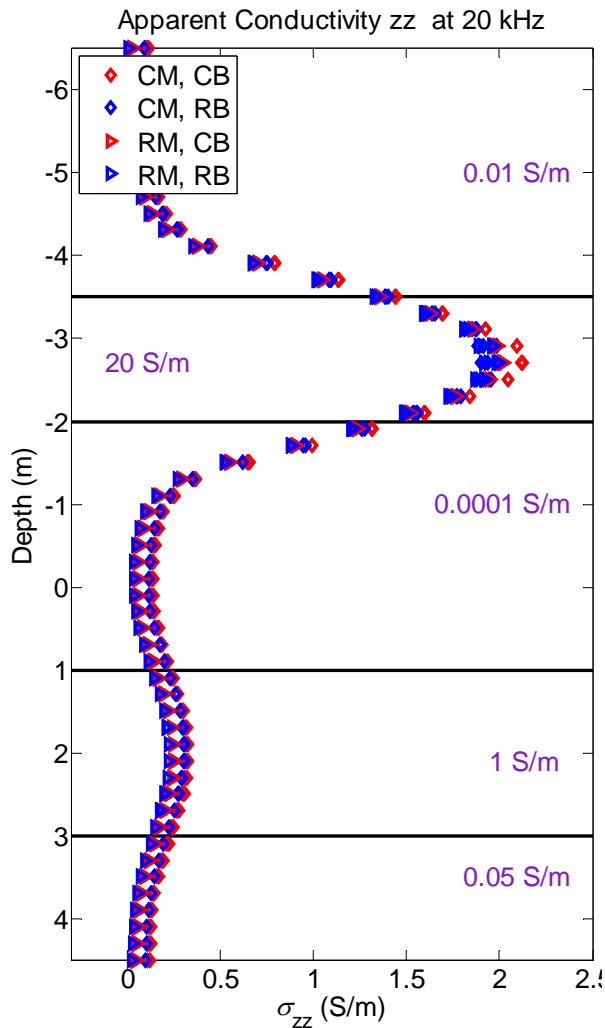 Apparent Conductivity zz at 20 kHz
CM, CB
CM, RB
RM, CB
RM, RB
-6
-5
-4
-3
-2
-1
0
1
2
3
4
Depth (m)
0.01 S/m
20 S/m
0.0001 S/m
1 S/m
0.05 S/m
0 0.5 1 1.5 2 2.5
σzz (S/m)